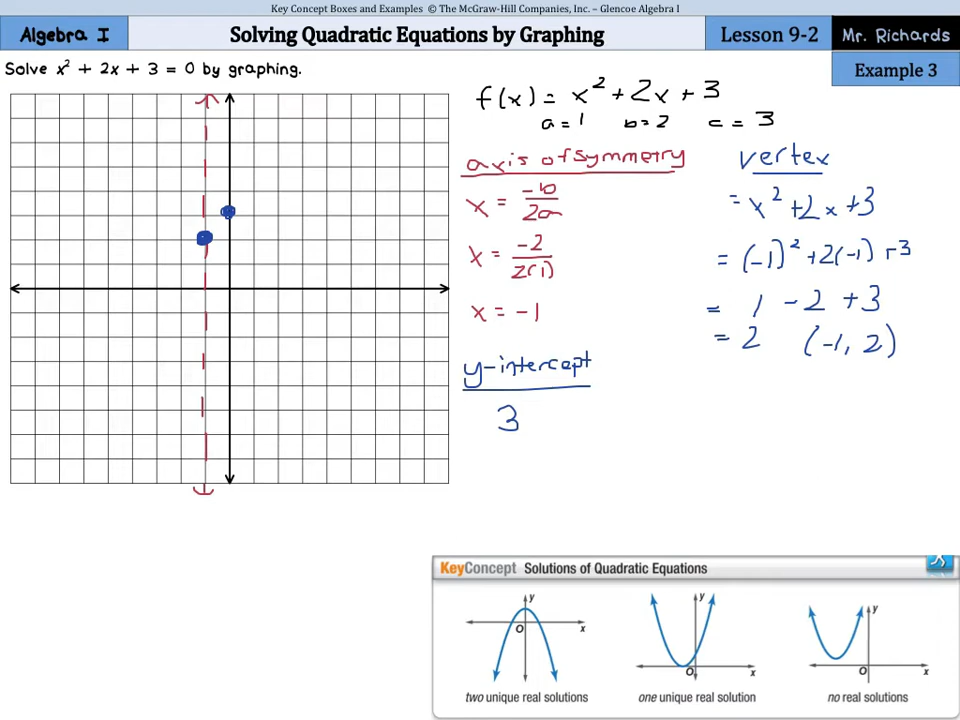 Key Concept Boxes and Examples © The McGraw-Hill Companies, Inc. – Glencoe Algebra I
Algebra I
Solving Quadratic Equations by Graphing
Lesson 9-2
Mr. Richards
Example 3
Solve x² + 2x + 3 = 0 by graphing.
f(x) = x² + 2x + 3
a = 1 b = 2 c = 3
axis of symmetry
x = -b/2a
x = -2/2(1)
x = -1
y-intercept
3
vertex
= x² + 2x + 3
= (-1)² + 2(-1) + 3
= 1 - 2 + 3
= 2 (-1, 2)
KeyConcept Solutions of Quadratic Equations
y
O
x
two unique real solutions
y
O
x
one unique real solution
y
O
x
no real solutions